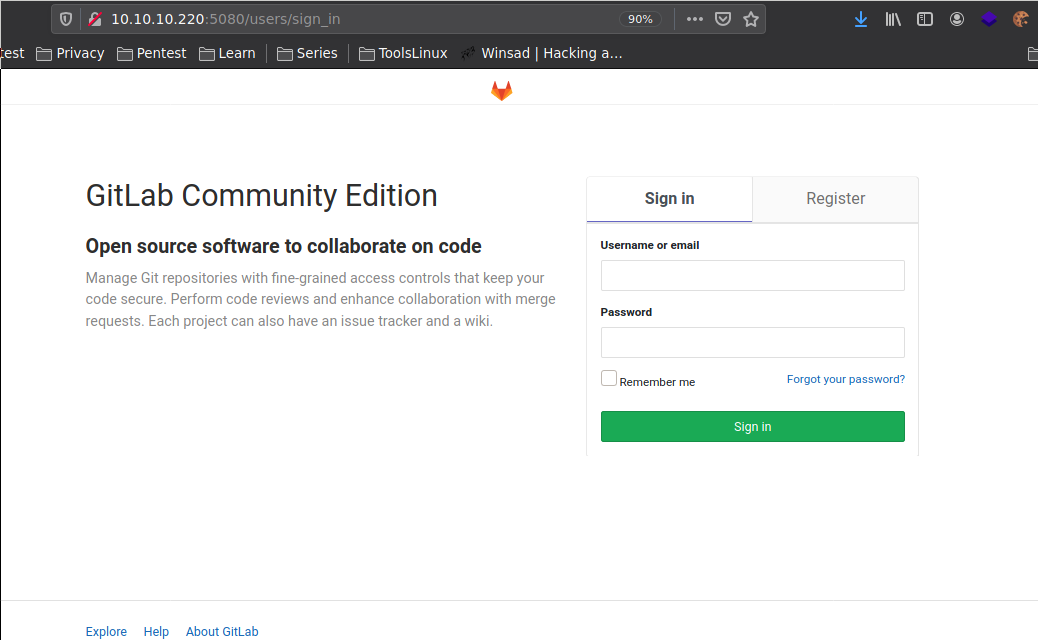 10.10.10.220:5080/users/sign_in 90%
test Privacy Pentest Learn Series ToolsLinux Winsad | Hacking a...
GitLab Community Edition
Open source software to collaborate on code
Manage Git repositories with fine-grained access controls that keep your
code secure. Perform code reviews and enhance collaboration with merge
requests. Each project can also have an issue tracker and a wiki.
Sign in Register
Username or email
Password
Remember me Forgot your password?
Sign in
Explore Help About GitLab